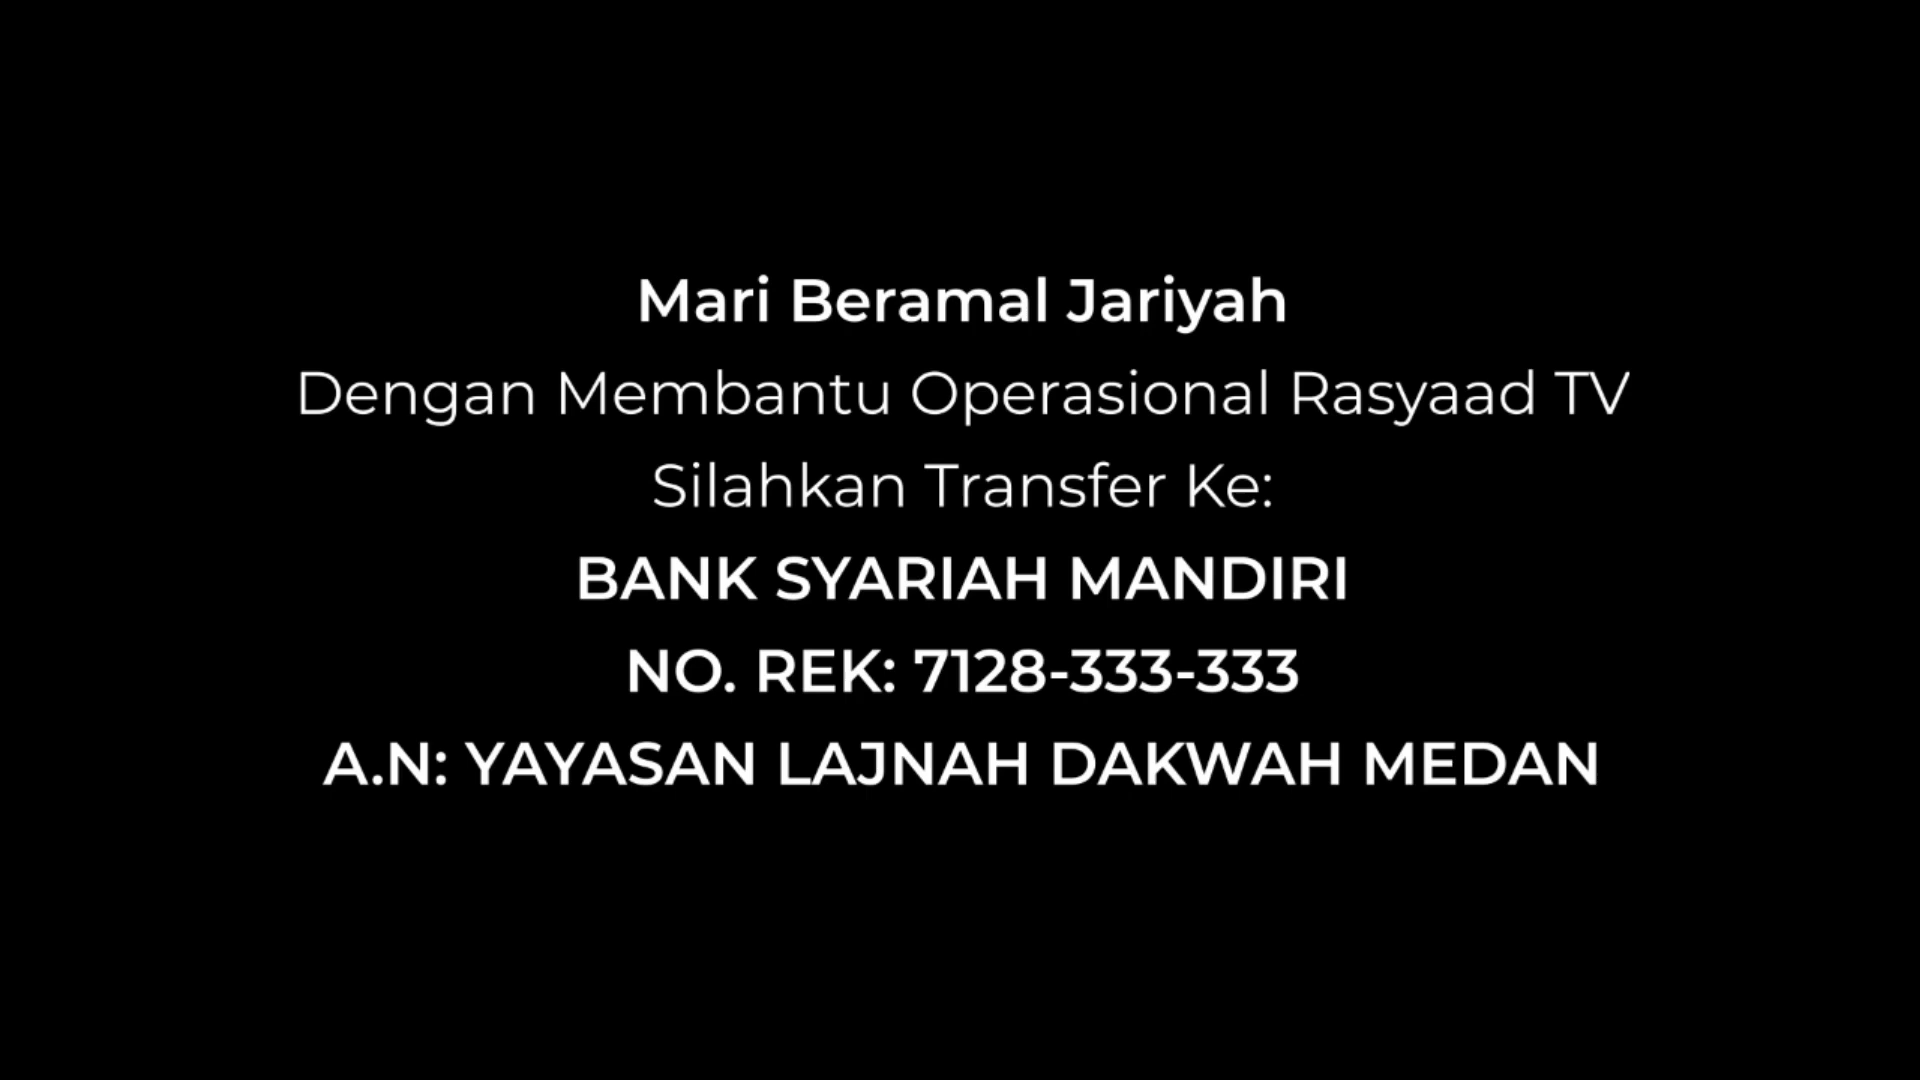 Mari Beramal Jariyah
Dengan Membantu Operasional Rasyaad TV
Silahkan Transfer Ke:
BANK SYARIAH MANDIRI
NO. REK: 7128-333-333
A.N: YAYASAN LAJNAH DAKWAH MEDAN